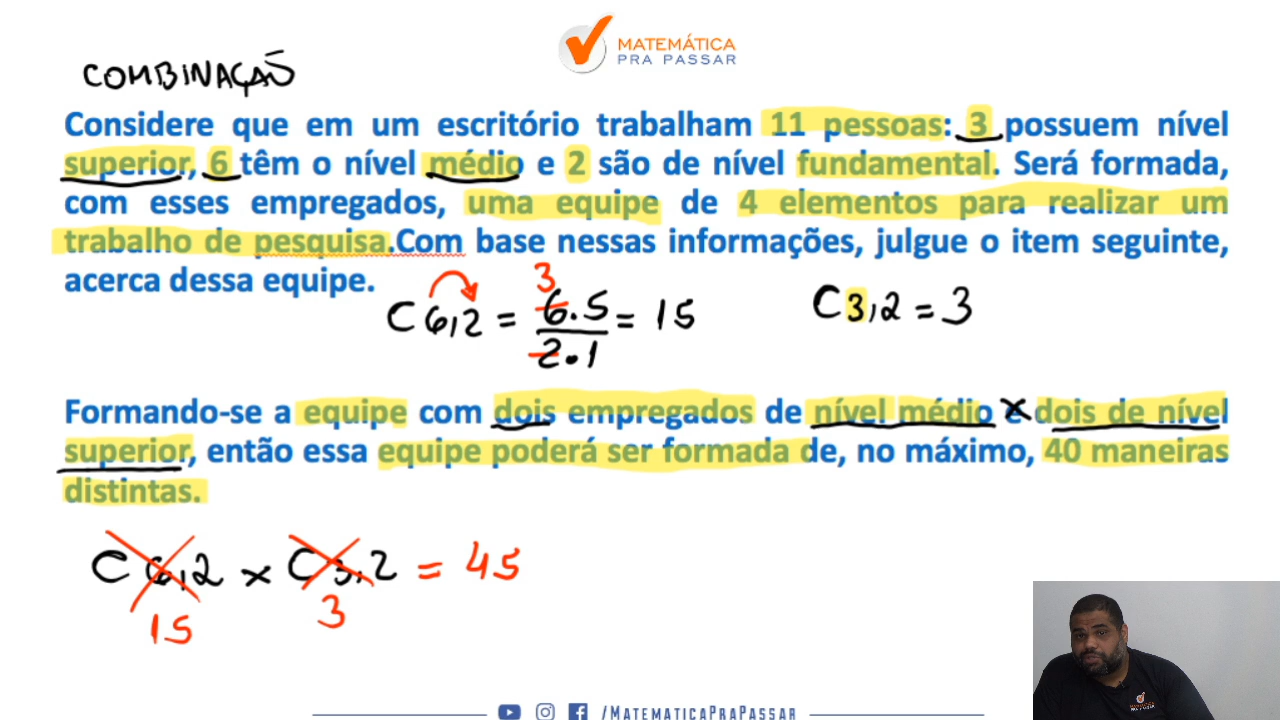 MATEMÁTICA
PRA PASSAR
COMBINAÇÃO
Considere que em um escritório trabalham 11 pessoas: 3 possuem nível
superior, 6 têm o nível médio e 2 são de nível fundamental. Será formada,
com esses empregados, uma equipe de 4 elementos para realizar um
trabalho de pesquisa.Com base nessas informações, julgue o item seguinte,
acerca dessa equipe.
3
C 6,2 = 6.5 / 2.1 = 15
C 3,2 = 3
Formando-se a equipe com dois empregados de nível médio e x dois de nível
superior, então essa equipe poderá ser formada de, no máximo, 40 maneiras
distintas.
C 6,2 x C 3,2 = 45
15 3
/MATEMATICAPRAPASSAR